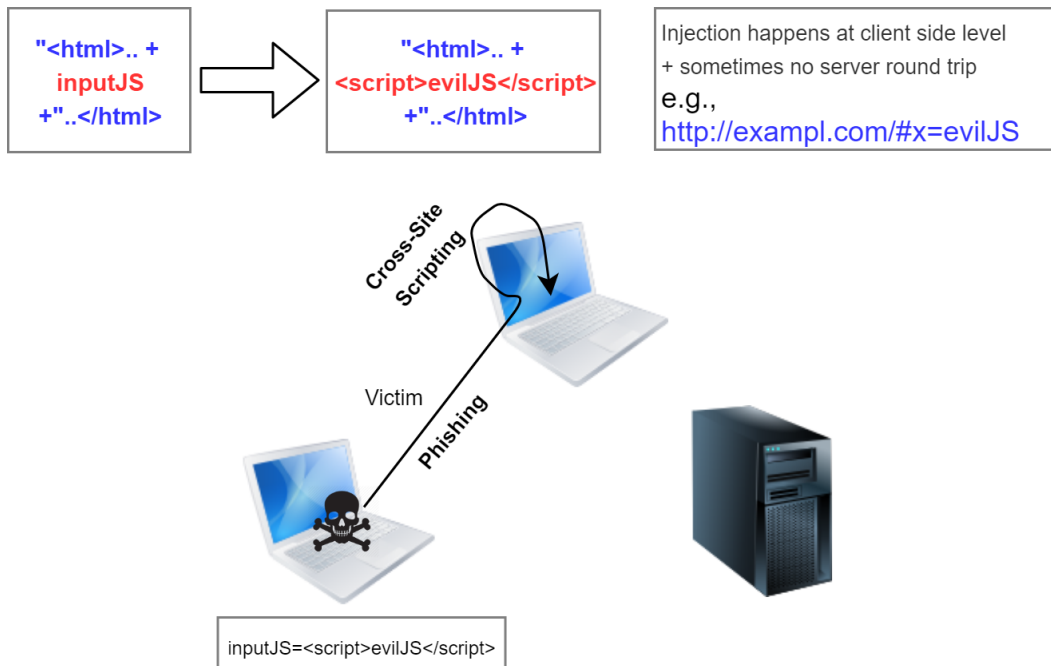 "<html>.. +
inputJS
+"..</html>
"<html>.. +
<script>evilJS</script>
+"..</html>
Injection happens at client side level
+ sometimes no server round trip
e.g.,
http://exampl.com/#x=evilJS
Cross-Site
Scripting
Victim
Phishing
inputJS=<script>evilJS</script>